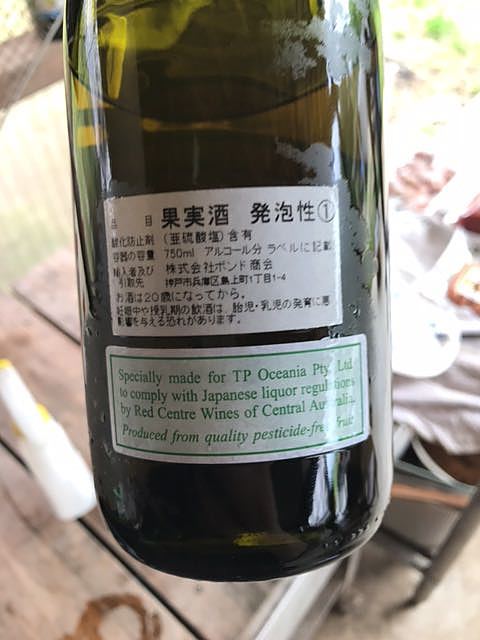 品 目 果実酒 発泡性①
酸化防止剤 (亜硫酸塩)含有
容器の容量 750ml アルコール分 ラベルに記載
輸入者及び 株式会社ボンド商会
引取先 神戸市兵庫区島上町1丁目1-4
お酒は20歳になってから。
妊娠中や授乳期の飲酒は、胎児・乳児の発育に悪
影響を与える恐れがあります。
Specially made for TP Oceania Pty. Ltd
to comply with Japanese liquor regulations
by Red Centre Wines of Central Australia.
Produced from quality pesticide-free fruit